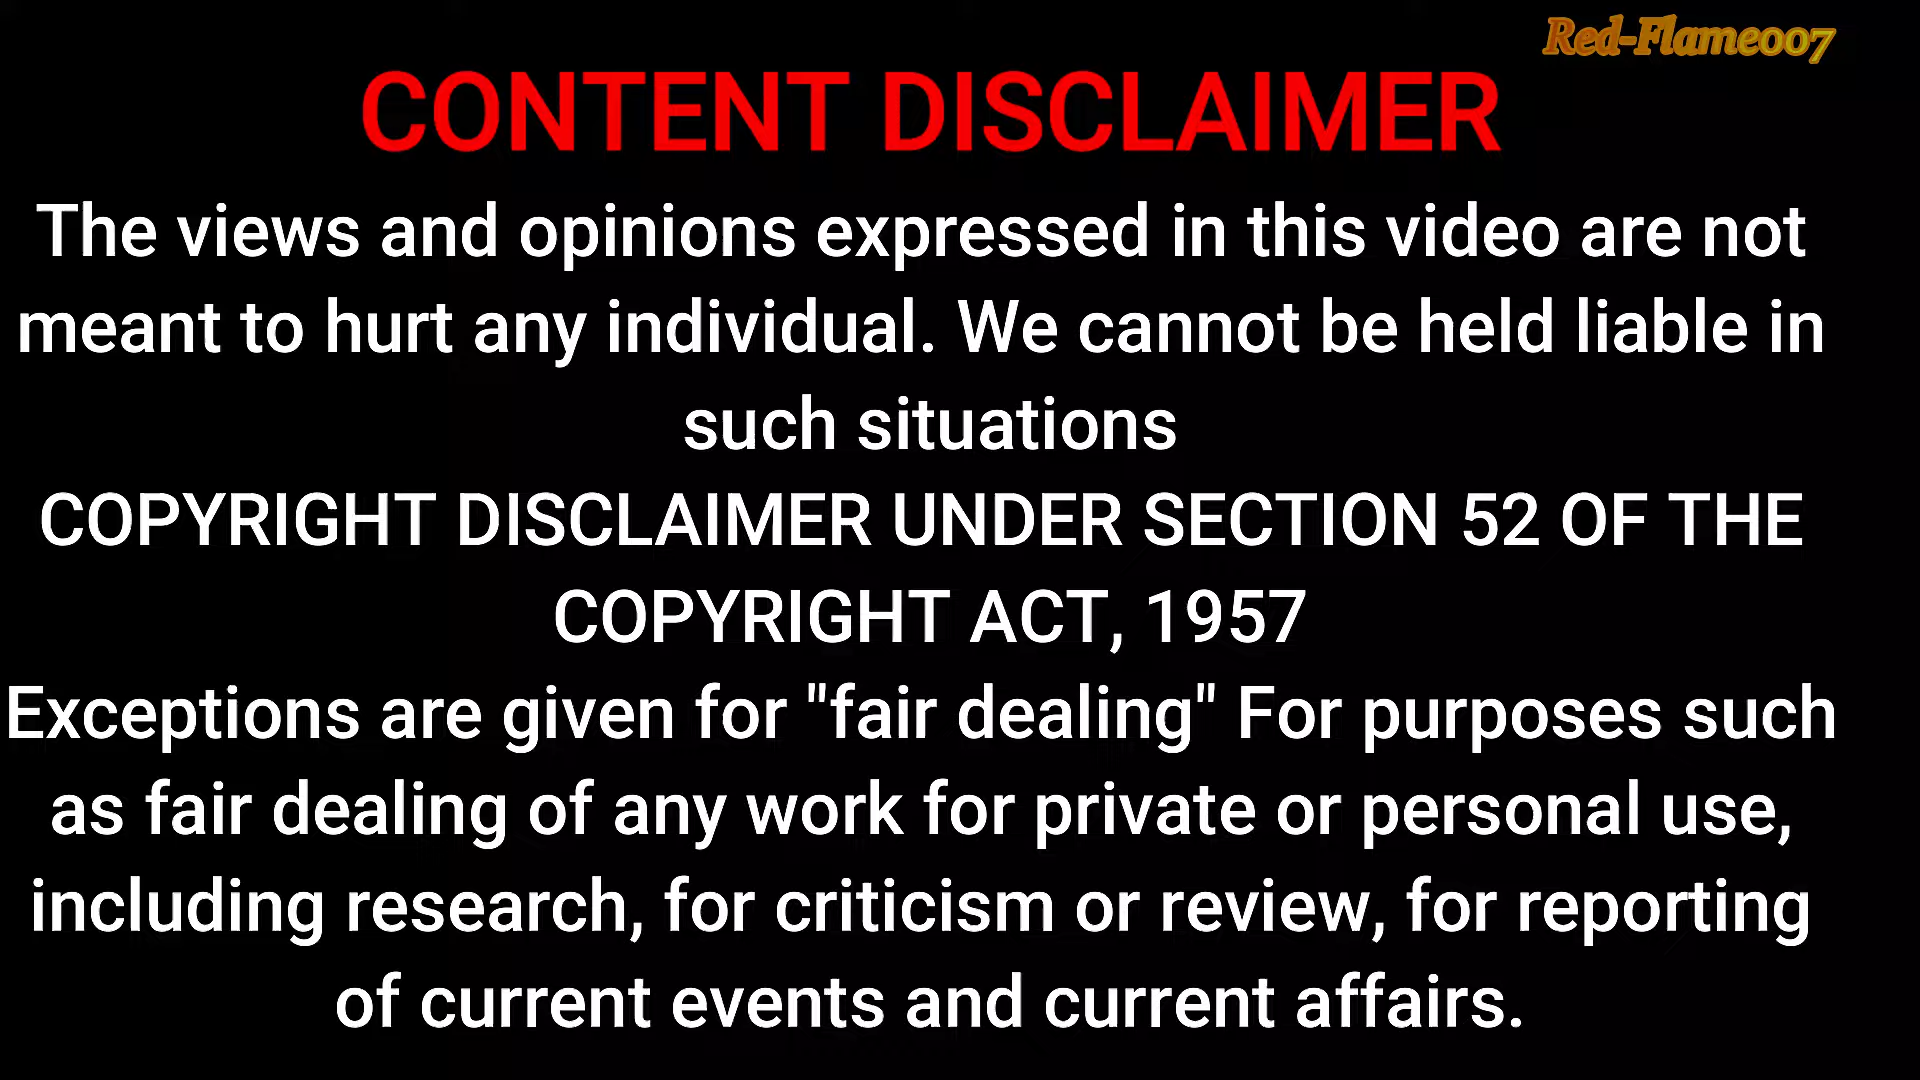 Red-Flame007
CONTENT DISCLAIMER
The views and opinions expressed in this video are not
meant to hurt any individual. We cannot be held liable in
such situations
COPYRIGHT DISCLAIMER UNDER SECTION 52 OF THE
COPYRIGHT ACT, 1957
Exceptions are given for "fair dealing" For purposes such
as fair dealing of any work for private or personal use,
including research, for criticism or review, for reporting
of current events and current affairs.